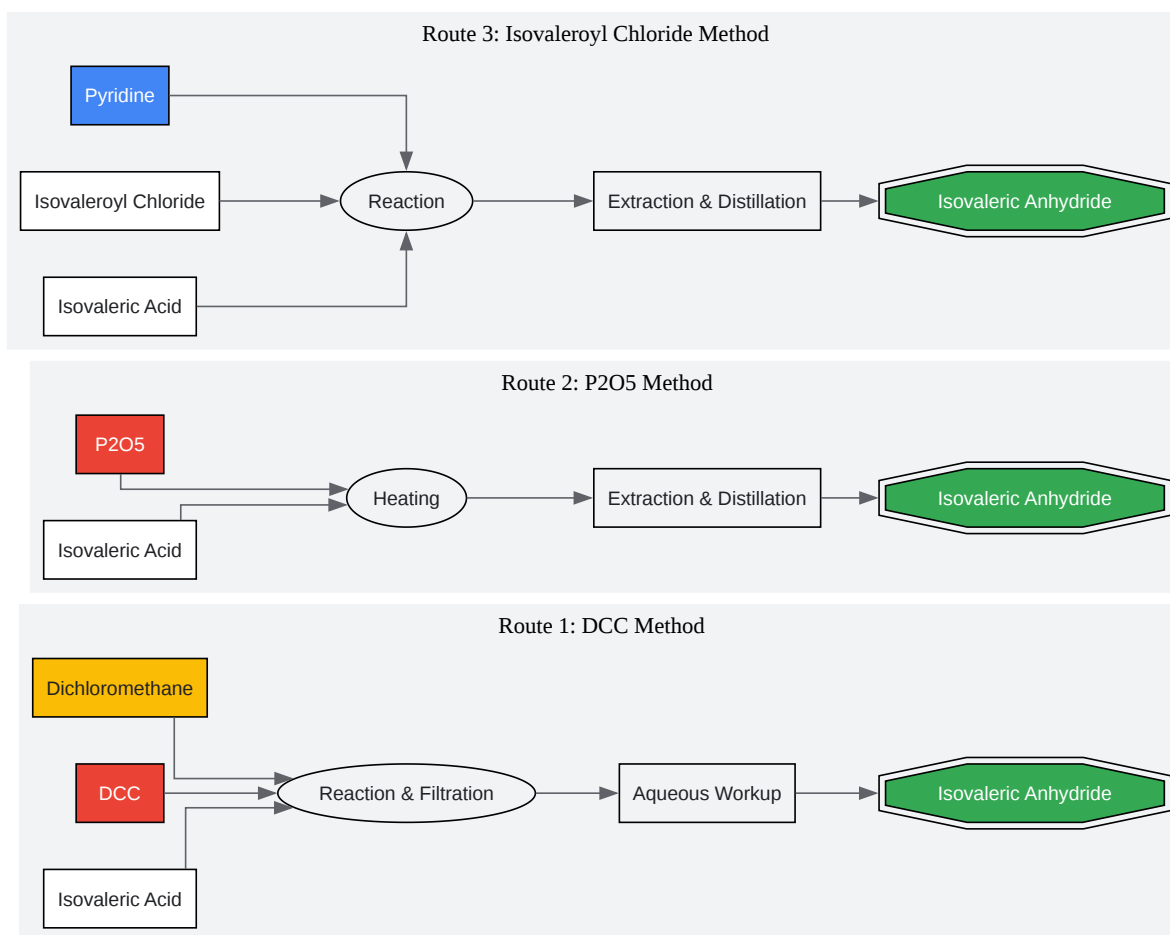 Route 3: Isovaleroyl Chloride Method
Pyridine
Isovaleroyl Chloride
Reaction
Extraction & Distillation
Isovaleric Anhydride
Isovaleric Acid
Route 2: P2O5 Method
P2O5
Heating
Extraction & Distillation
Isovaleric Anhydride
Isovaleric Acid
Route 1: DCC Method
Dichloromethane
DCC
Reaction & Filtration
Aqueous Workup
Isovaleric Anhydride
Isovaleric Acid